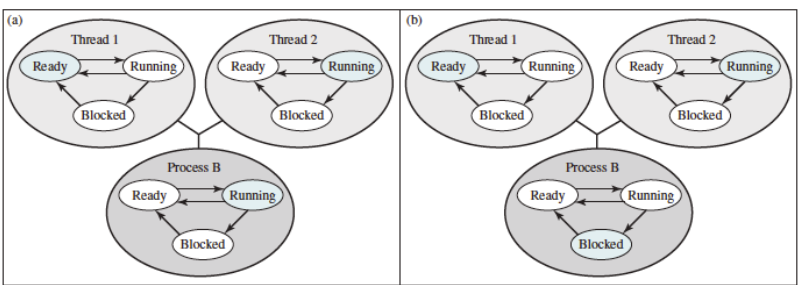 (a)
Thread 1
Ready
Running
Blocked
Thread 2
Ready
Running
Blocked
Process B
Ready
Running
Blocked
(b)
Thread 1
Ready
Running
Blocked
Thread 2
Ready
Running
Blocked
Process B
Ready
Running
Blocked